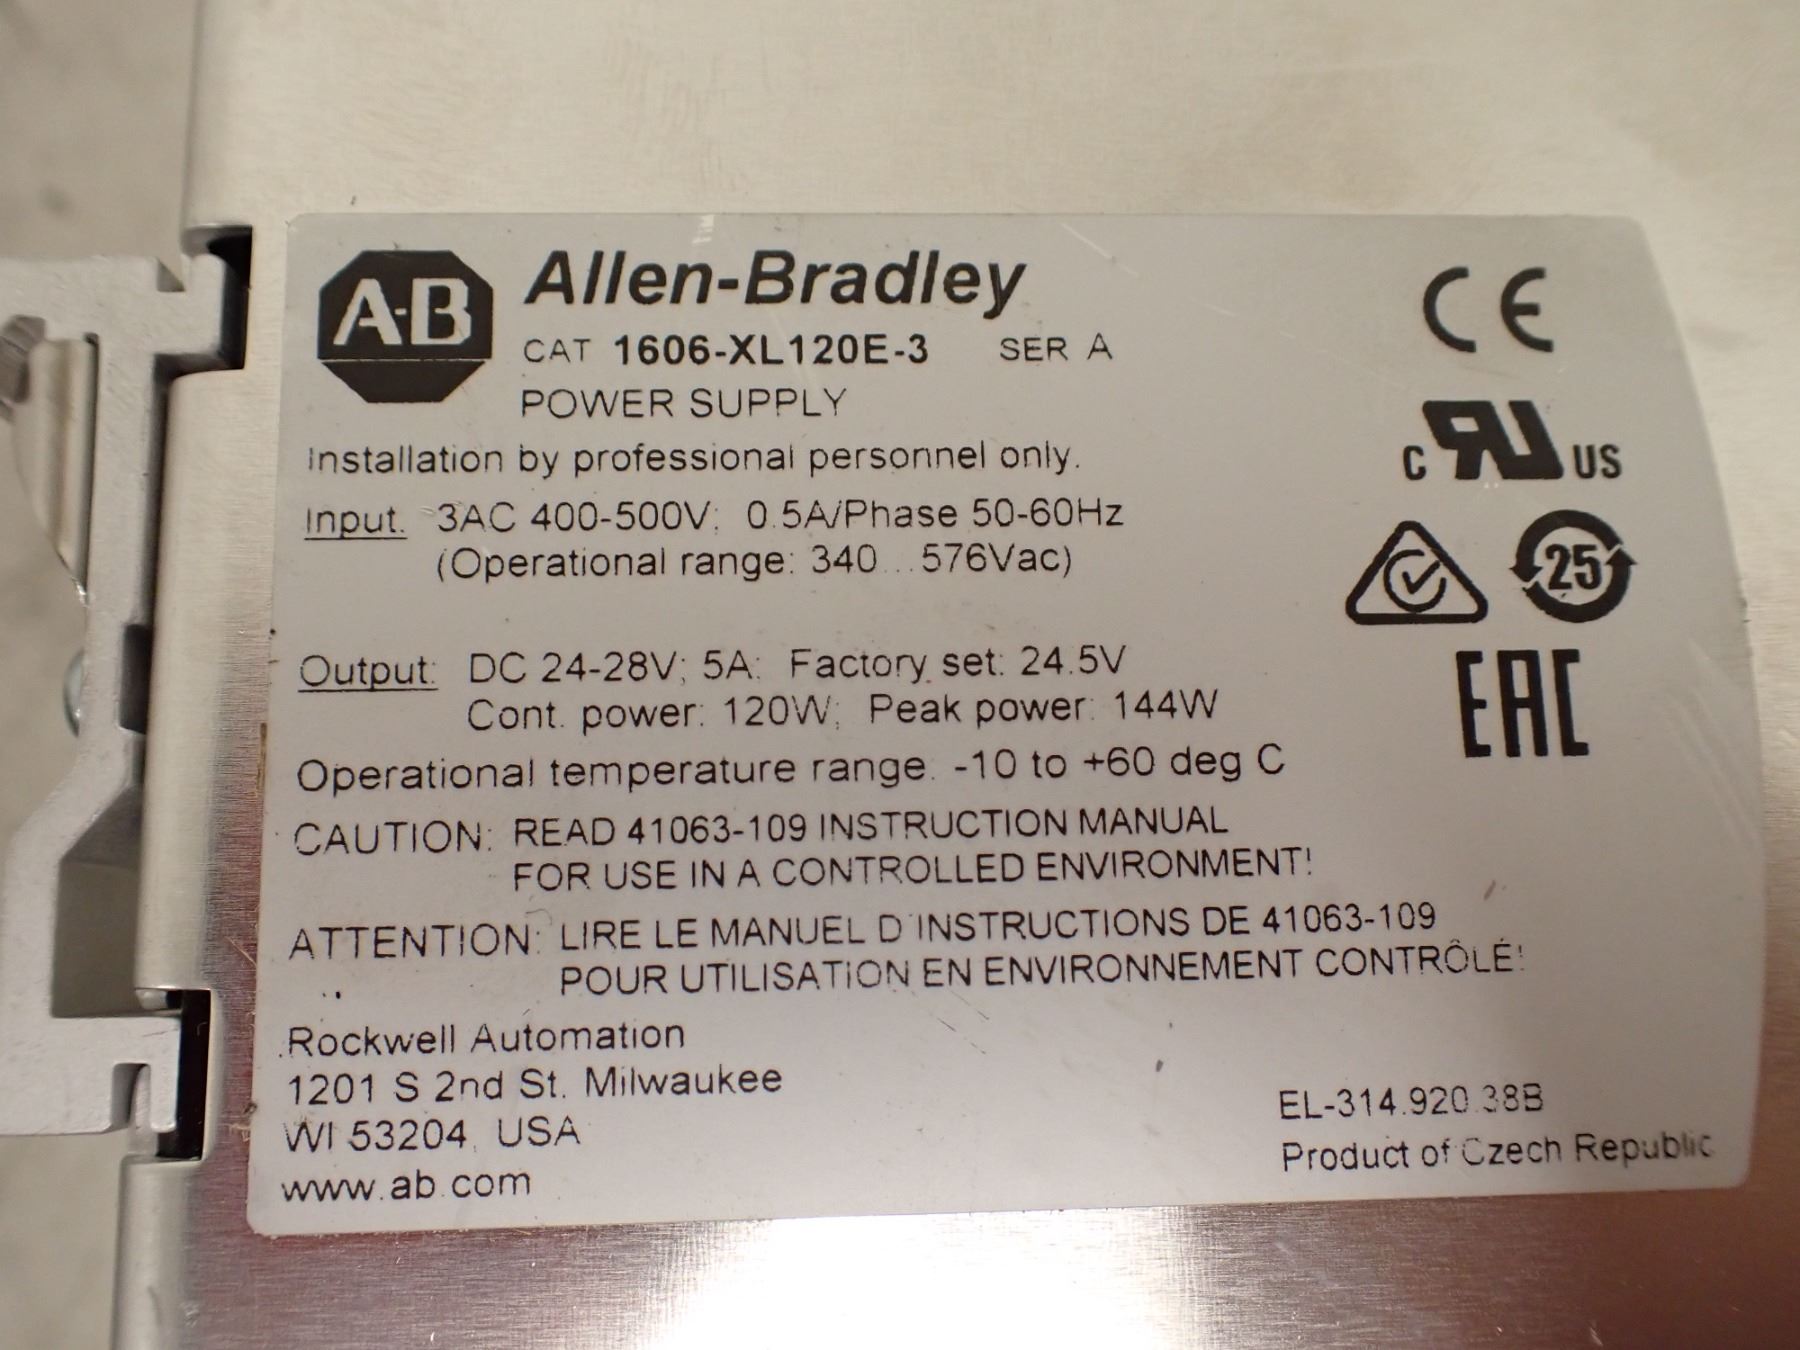 A-B Allen-Bradley
CAT 1606-XL120E-3 SER A
POWER SUPPLY
Installation by professional personnel only.
Input: 3AC 400-500V; 0.5A/Phase 50-60Hz
(Operational range: 340...576Vac)
Output: DC 24-28V; 5A; Factory set: 24.5V
Cont. power: 120W; Peak power: 144W
Operational temperature range: -10 to +60 deg C
CAUTION: READ 41063-109 INSTRUCTION MANUAL
FOR USE IN A CONTROLLED ENVIRONMENT!
ATTENTION: LIRE LE MANUEL D'INSTRUCTIONS DE 41063-109
POUR UTILISATION EN ENVIRONNEMENT CONTRÔLÉ!
Rockwell Automation
1201 S 2nd St. Milwaukee
WI 53204, USA
www.ab.com
CE
C RU US
25
EAC
EL-314.920.38B
Product of Czech Republic